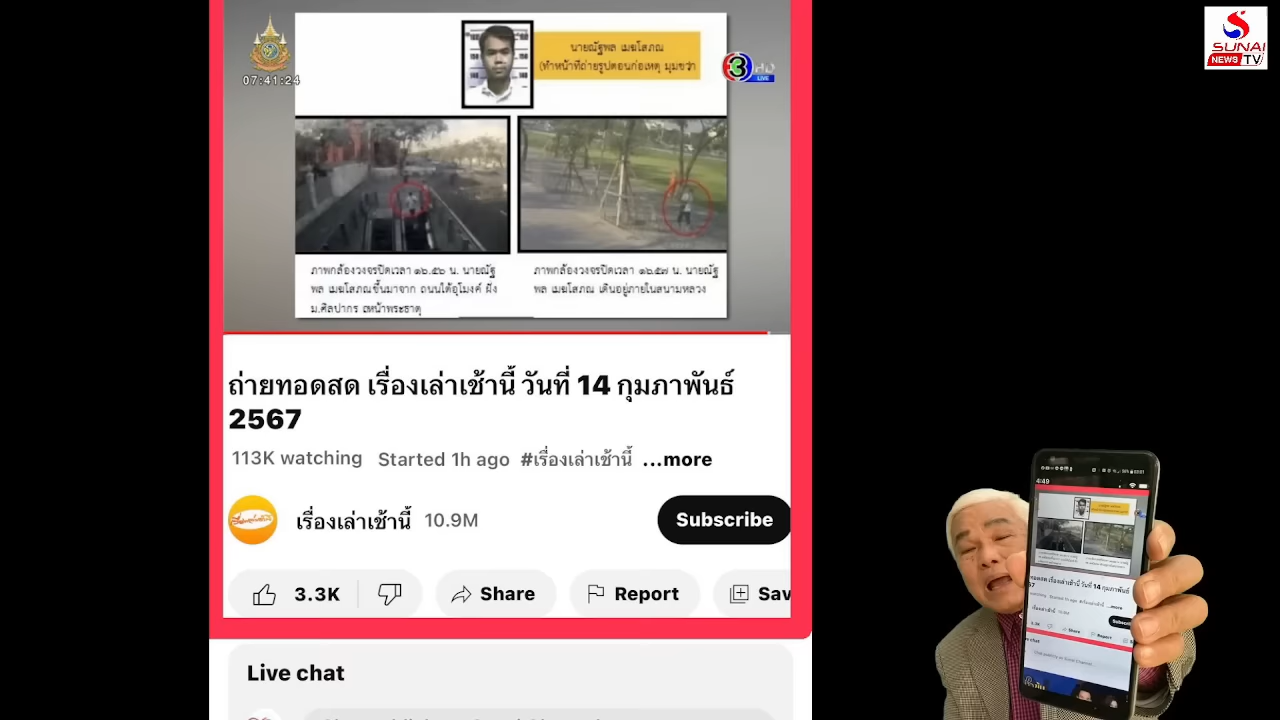 SUNAI
NEWS TV
07:41:24
นายณัฐพล เมฆโสภณ
(ทำหน้าที่ถ่ายรูปตอนก่อเหตุ มุมขวา
3 HD
LIVE
ภาพกล้องวงจรปิดเวลา ๑๖.๕๖ น. นายณัฐ
พล เมฆโสภณขึ้นมาจาก ถนนใต้อุโมงค์ ฝั่ง
ม.ศิลปากร
ภาพกล้องวงจรปิดเวลา ๑๖.๕๗ น. นายณัฐ
พล เมฆโสภณ เดินอยู่ภายในสนามหลวง
ถ่ายทอดสด เรื่องเล่าเช้านี้ วันที่ 14 กุมภาพันธ์
2567
113K watching Started 1h ago #เรื่องเล่าเช้านี้ ...more
เรื่องเล่าเช้านี้ 10.9M
Subscribe
3.3K Share Report Sav
Live chat
4:49